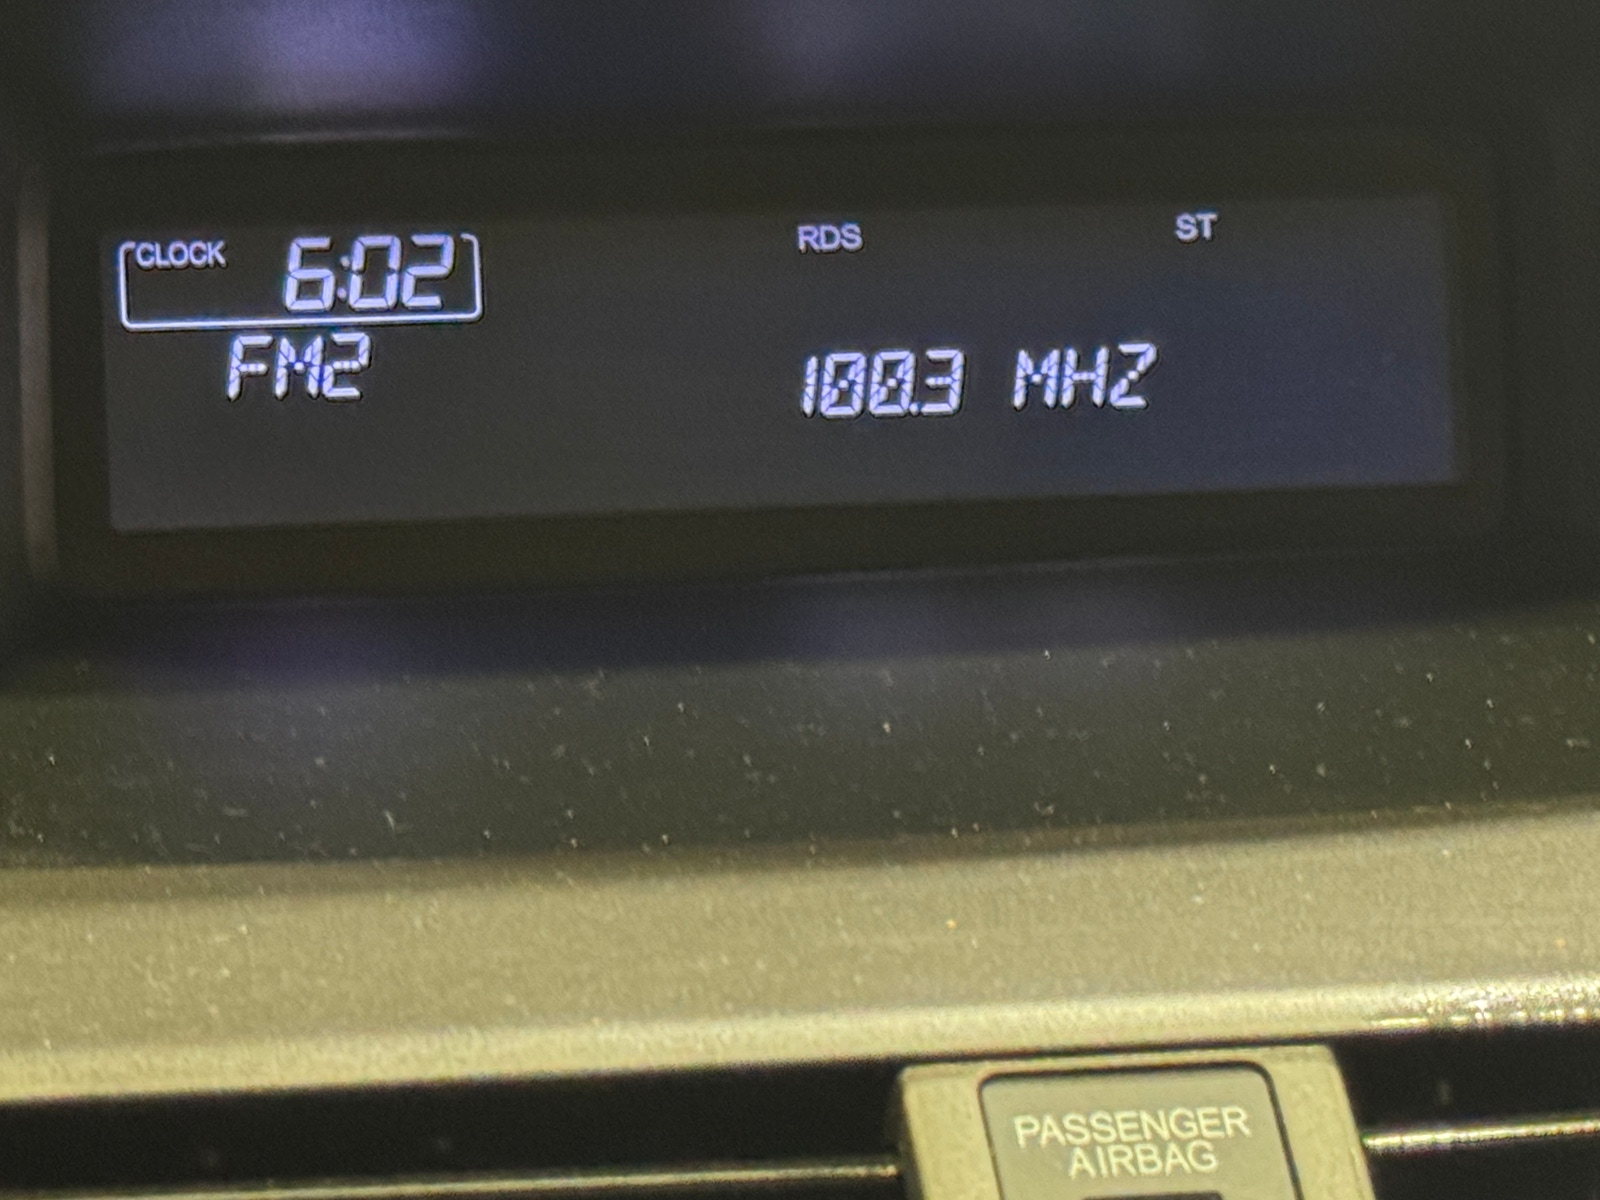 CLOCK 6:02 RDS ST
FM2 100.3 MHZ
PASSENGER
AIRBAG